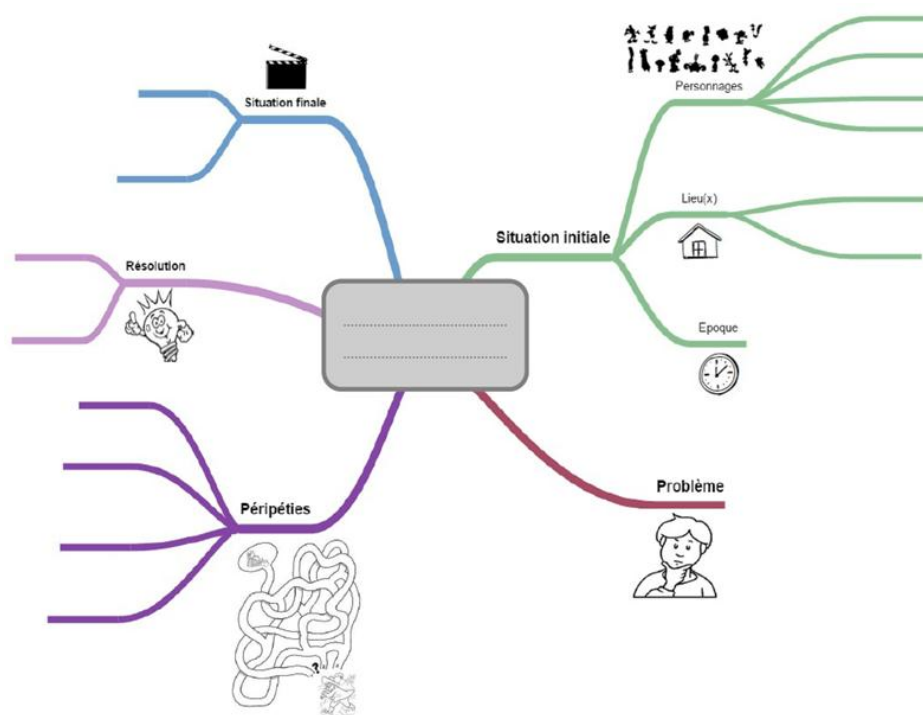 Situation finale
Personnages
Lieu(x)
Situation initiale
Résolution
Epoque
Problème
Péripéties
?